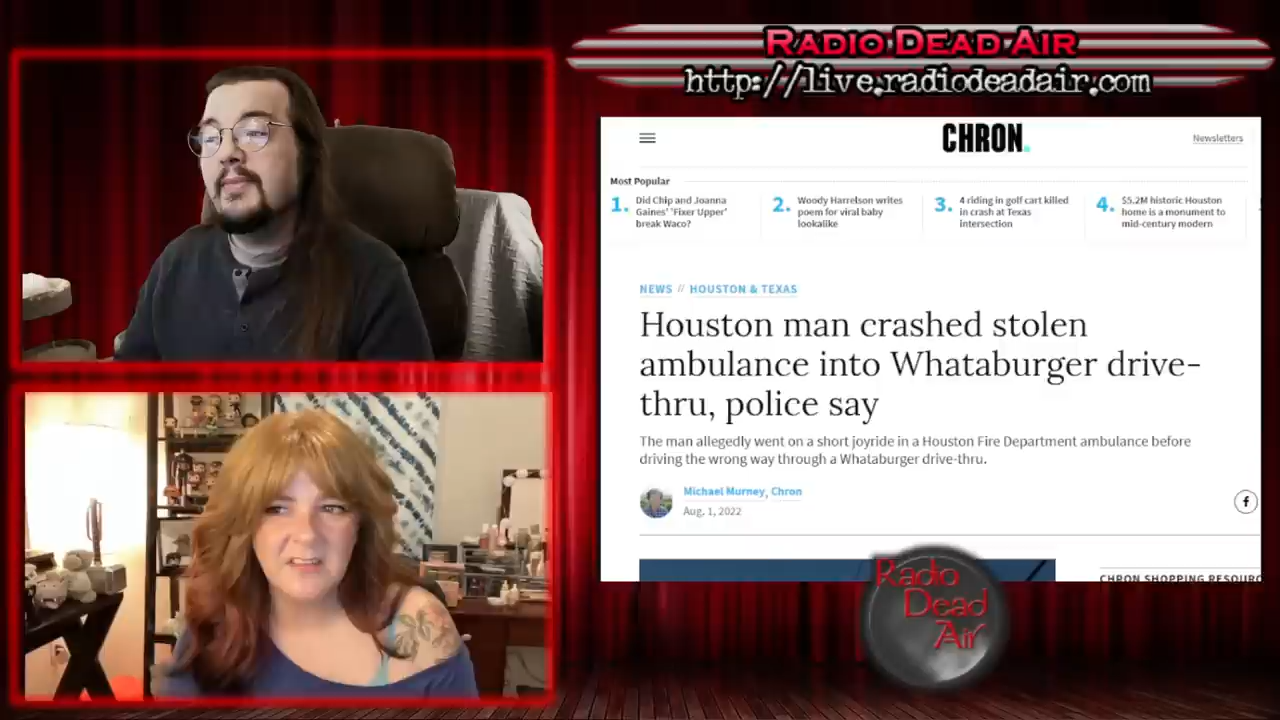 Radio Dead Air
http://live.radiodeadair.com
CHRON.
Newsletters
Most Popular
1. Did Chip and Joanna
Gaines' 'Fixer Upper'
break Waco?
2. Woody Harrelson writes
poem for viral baby
lookalike
3. 4 riding in golf cart killed
in crash at Texas
intersection
4. $5.2M historic Houston
home is a monument to
mid-century modern
NEWS // HOUSTON & TEXAS
Houston man crashed stolen
ambulance into Whataburger drive-
thru, police say
The man allegedly went on a short joyride in a Houston Fire Department ambulance before
driving the wrong way through a Whataburger drive-thru.
Michael Murney, Chron
Aug. 1, 2022
f
CHRON SHOPPING
Radio
Dead
Air